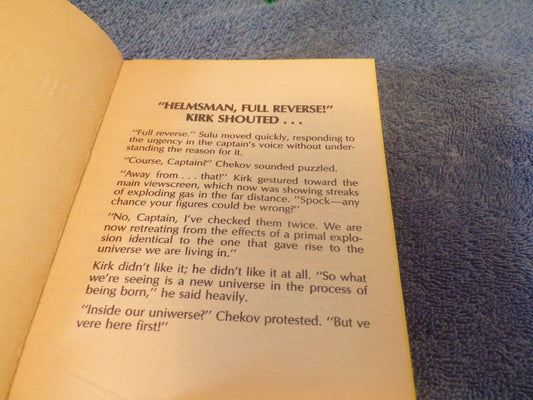 “HELMSMAN, FULL REVERSE!”
KIRK SHOUTED . . .
“Full reverse.” Sulu moved quickly, responding to
the urgency in the captain’s voice without under-
standing the reason for it.
“Course, Captain?” Chekov sounded puzzled.
“Away from . . . that!” Kirk gestured toward the
main viewscreen, which now was showing streaks
of exploding gas in the far distance. “Spock—any
chance your figures could be wrong?”
“No, Captain, I’ve checked them twice. We are
now retreating from the effects of a primal explo-
sion identical to the one that gave rise to the
universe we are living in.”
Kirk didn’t like it; he didn’t like it at all. “So what
we’re seeing is a new universe in the process of
being born,” he said heavily.
“Inside our uniwerse?” Chekov protested. “But ve
vere here first!”